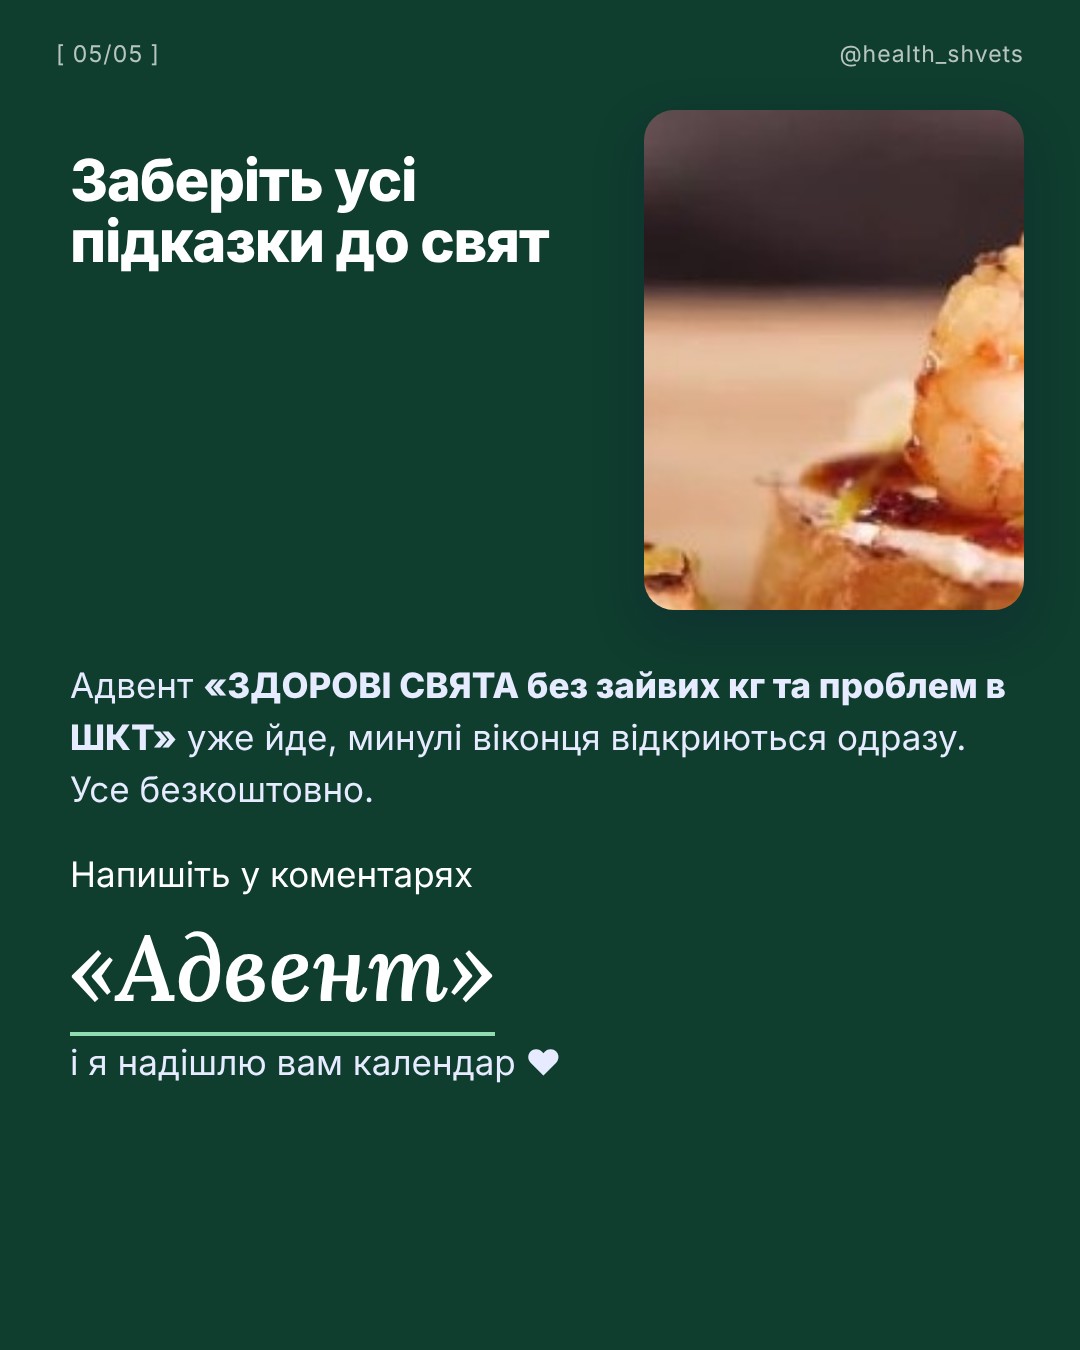 [ 05/05 ]
@health_shvets
Заберіть усі
підказки до свят
Адвент «ЗДОРОВІ СВЯТА без зайвих кг та проблем в
ШКТ» уже йде, минулі віконця відкриються одразу.
Усе безкоштовно.
Напишіть у коментарях
«Адвент»
і я надішлю вам календар ♥